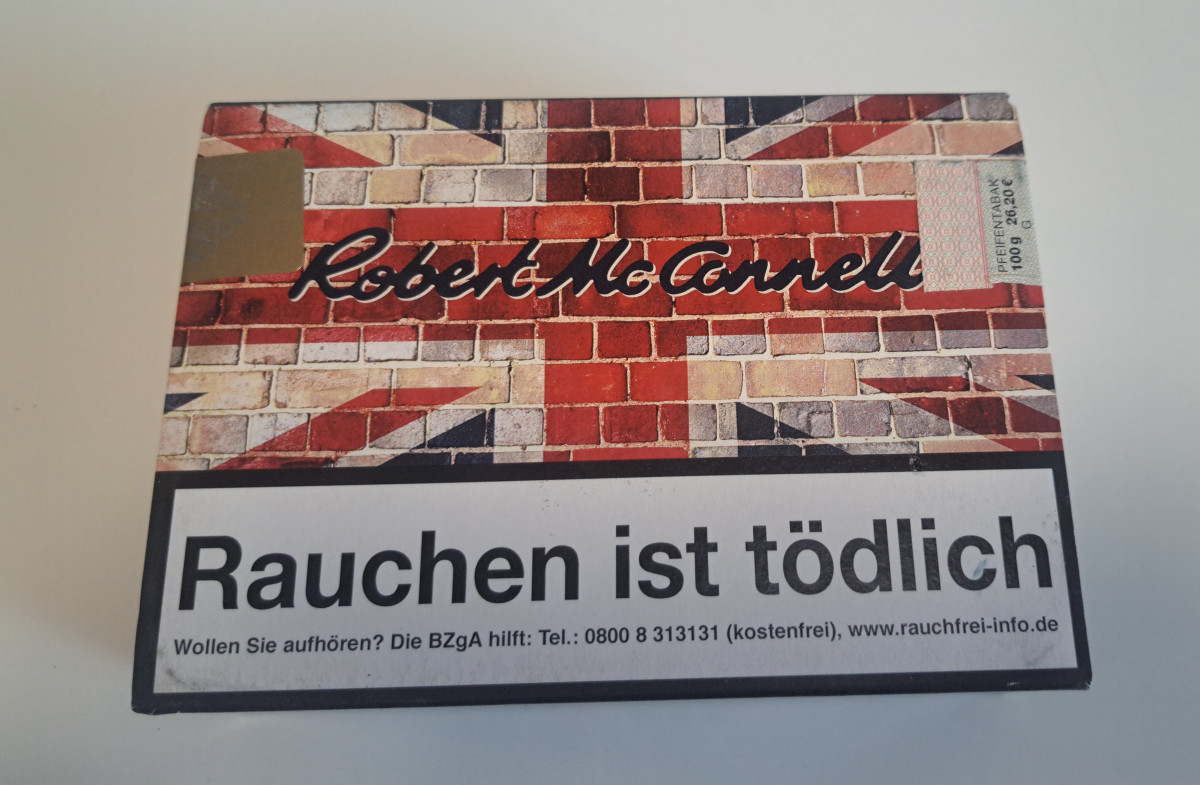 Robert McConnell
PFEIFENTABAK
100 g 26,20 €
G
Rauchen ist tödlich
Wollen Sie aufhören? Die BZgA hilft: Tel.: 0800 8 313131 (kostenfrei), www.rauchfrei-info.de